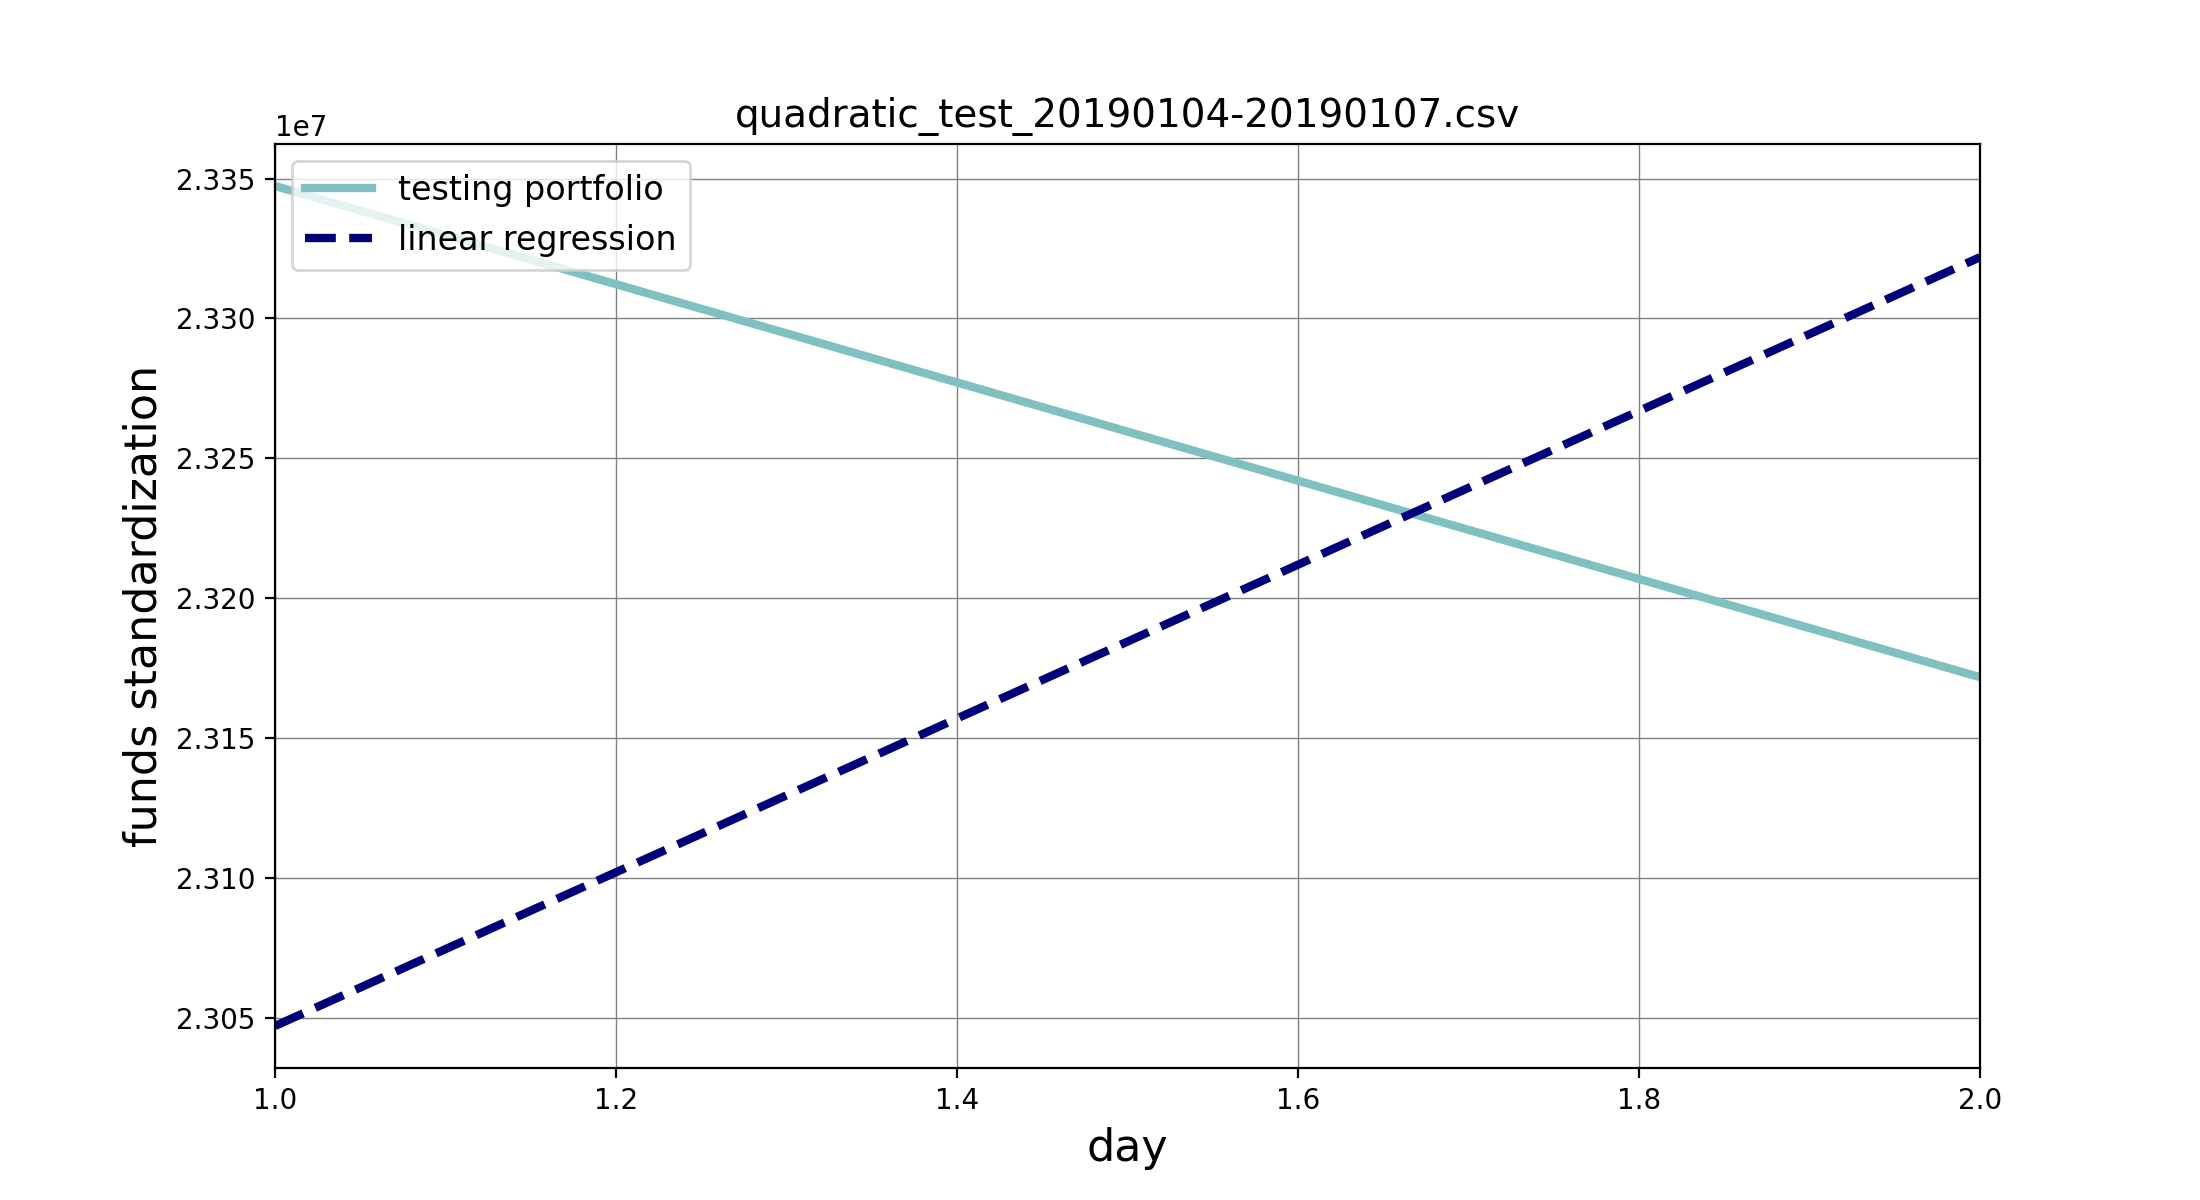 quadratic_test_20190104-20190107.csv
1e7
testing portfolio
linear regression
funds standardization
2.335
2.330
2.325
2.320
2.315
2.310
2.305
1.0 1.2 1.4 1.6 1.8 2.0
day